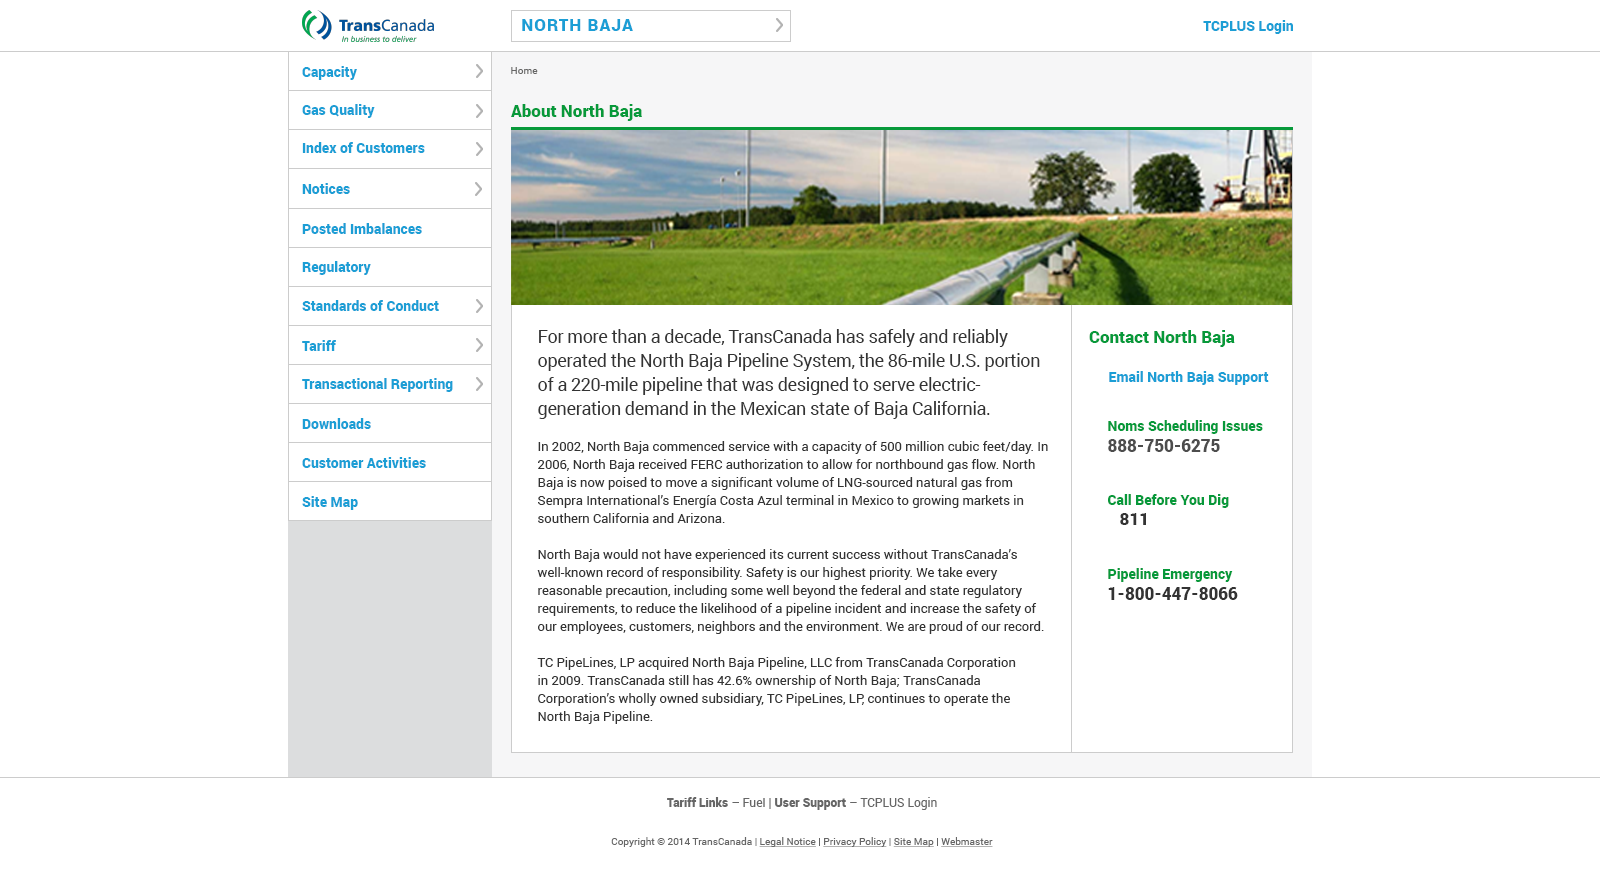 TransCanada
In business to deliver
NORTH BAJA
TCPLUS Login
Capacity
Gas Quality
Index of Customers
Notices
Posted Imbalances
Regulatory
Standards of Conduct
Tariff
Transactional Reporting
Downloads
Customer Activities
Site Map
Home
About North Baja
For more than a decade, TransCanada has safely and reliably
operated the North Baja Pipeline System, the 86-mile U.S. portion
of a 220-mile pipeline that was designed to serve electric-
generation demand in the Mexican state of Baja California.
In 2002, North Baja commenced service with a capacity of 500 million cubic feet/day. In
2006, North Baja received FERC authorization to allow for northbound gas flow. North
Baja is now poised to move a significant volume of LNG-sourced natural gas from
Sempra International’s Energía Costa Azul terminal in Mexico to growing markets in
southern California and Arizona.
North Baja would not have experienced its current success without TransCanada’s
well-known record of responsibility. Safety is our highest priority. We take every
reasonable precaution, including some well beyond the federal and state regulatory
requirements, to reduce the likelihood of a pipeline incident and increase the safety of
our employees, customers, neighbors and the environment. We are proud of our record.
TC PipeLines, LP acquired North Baja Pipeline, LLC from TransCanada Corporation
in 2009. TransCanada still has 42.6% ownership of North Baja; TransCanada
Corporation’s wholly owned subsidiary, TC PipeLines, LP, continues to operate the
North Baja Pipeline.
Contact North Baja
Email North Baja Support
Noms Scheduling Issues
888-750-6275
Call Before You Dig
811
Pipeline Emergency
1-800-447-8066
Tariff Links – Fuel | User Support – TCPLUS Login
Copyright © 2014 TransCanada | Legal Notice | Privacy Policy | Site Map | Webmaster